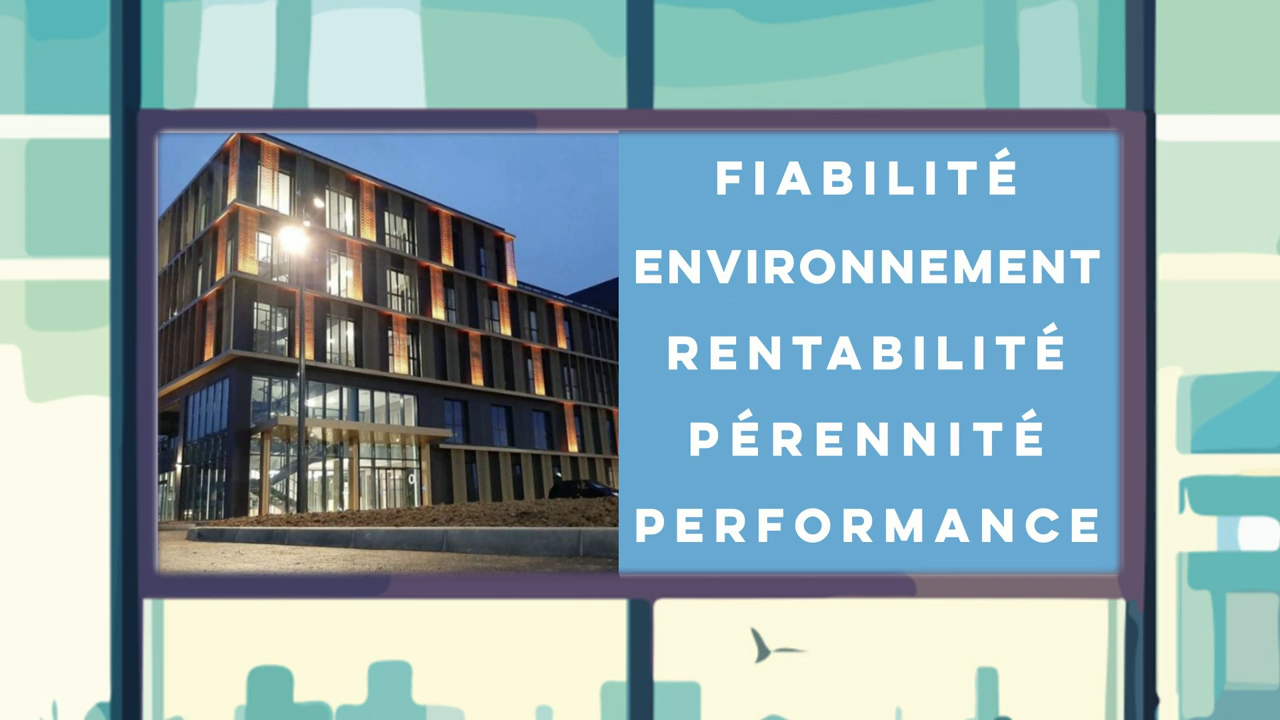 FIABILITÉ
ENVIRONNEMENT
RENTABILITÉ
PÉRENNITÉ
PERFORMANCE